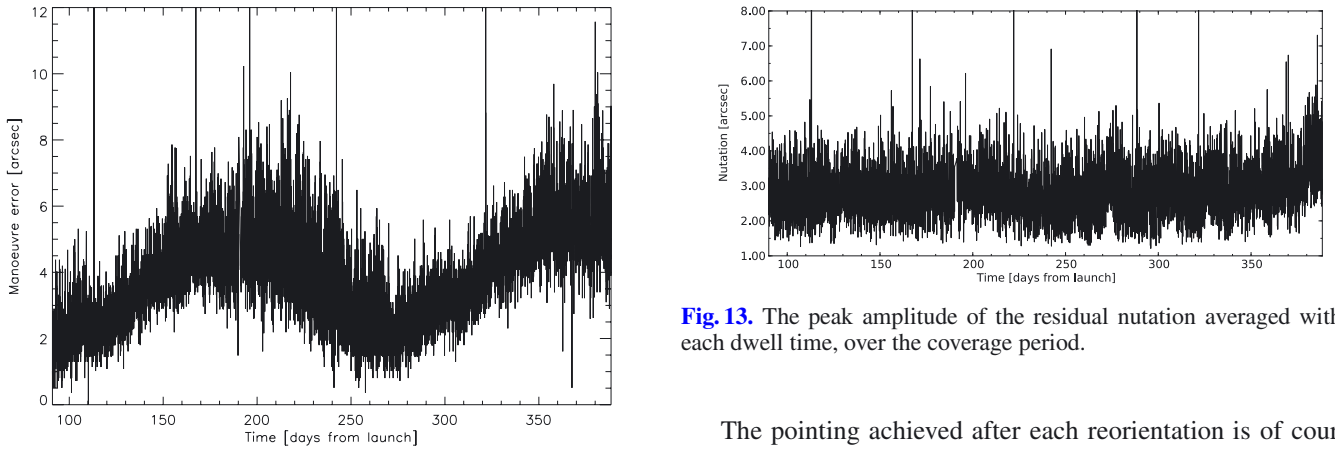 12
10
8
6
4
2
0
Manoeuvre error [arcsec]
100 150 200 250 300 350
Time [days from launch]
8.00
7.00
6.00
5.00
4.00
3.00
2.00
1.00
Nutation [arcsec]
100 150 200 250 300 350
Time [days from launch]
Fig. 13. The peak amplitude of the residual nutation averaged with
each dwell time, over the coverage period.
The pointing achieved after each reorientation is of cour